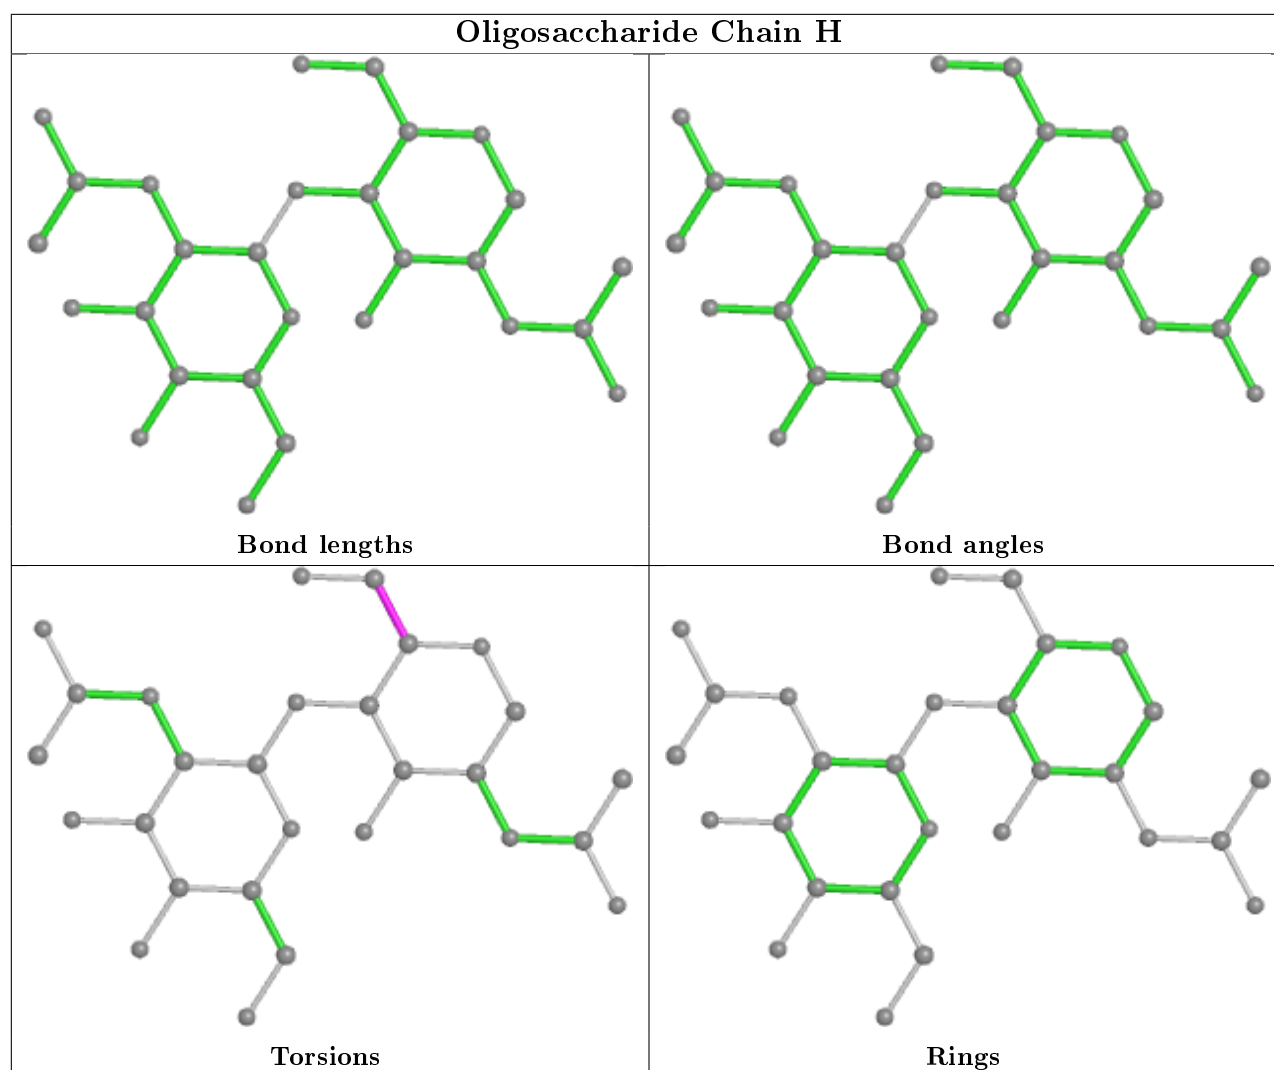 Oligosaccharide Chain H
Bond lengths
Bond angles
Torsions
Rings